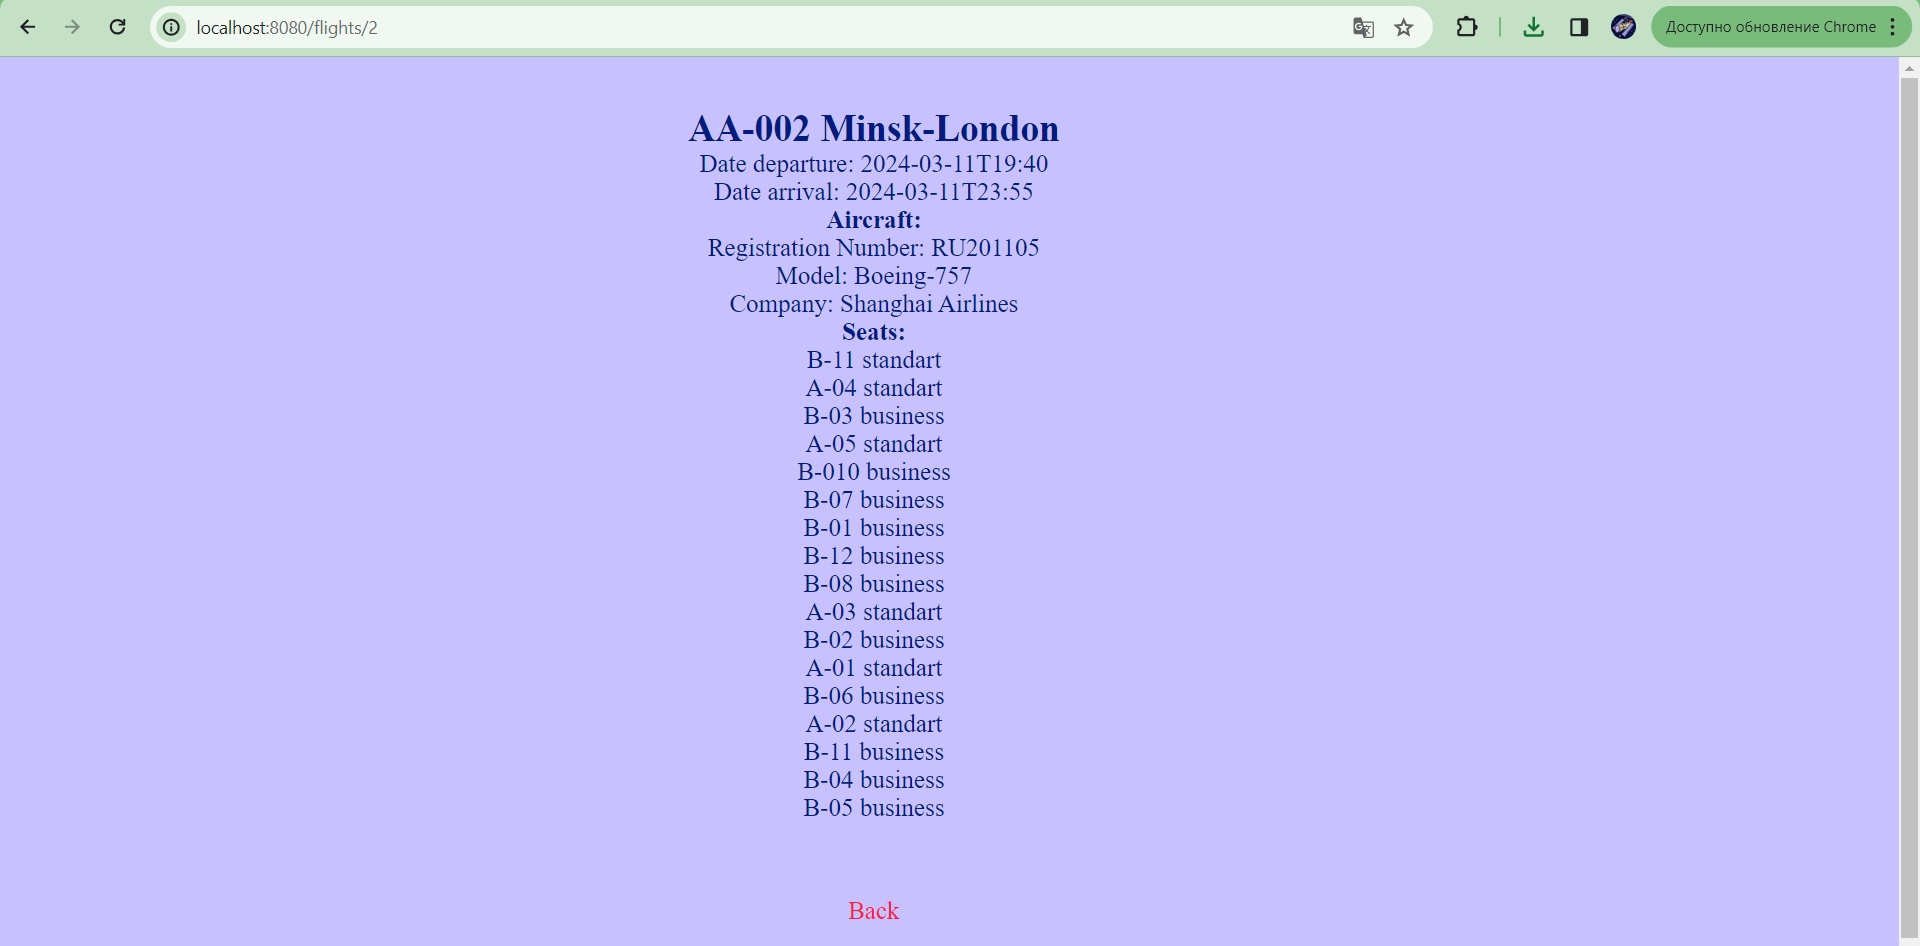 localhost:8080/flights/2
Доступно обновление Chrome
AA-002 Minsk-London
Date departure: 2024-03-11T19:40
Date arrival: 2024-03-11T23:55
Aircraft:
Registration Number: RU201105
Model: Boeing-757
Company: Shanghai Airlines
Seats:
B-11 standart
A-04 standart
B-03 business
A-05 standart
B-010 business
B-07 business
B-01 business
B-12 business
B-08 business
A-03 standart
B-02 business
A-01 standart
B-06 business
A-02 standart
B-11 business
B-04 business
B-05 business
Back